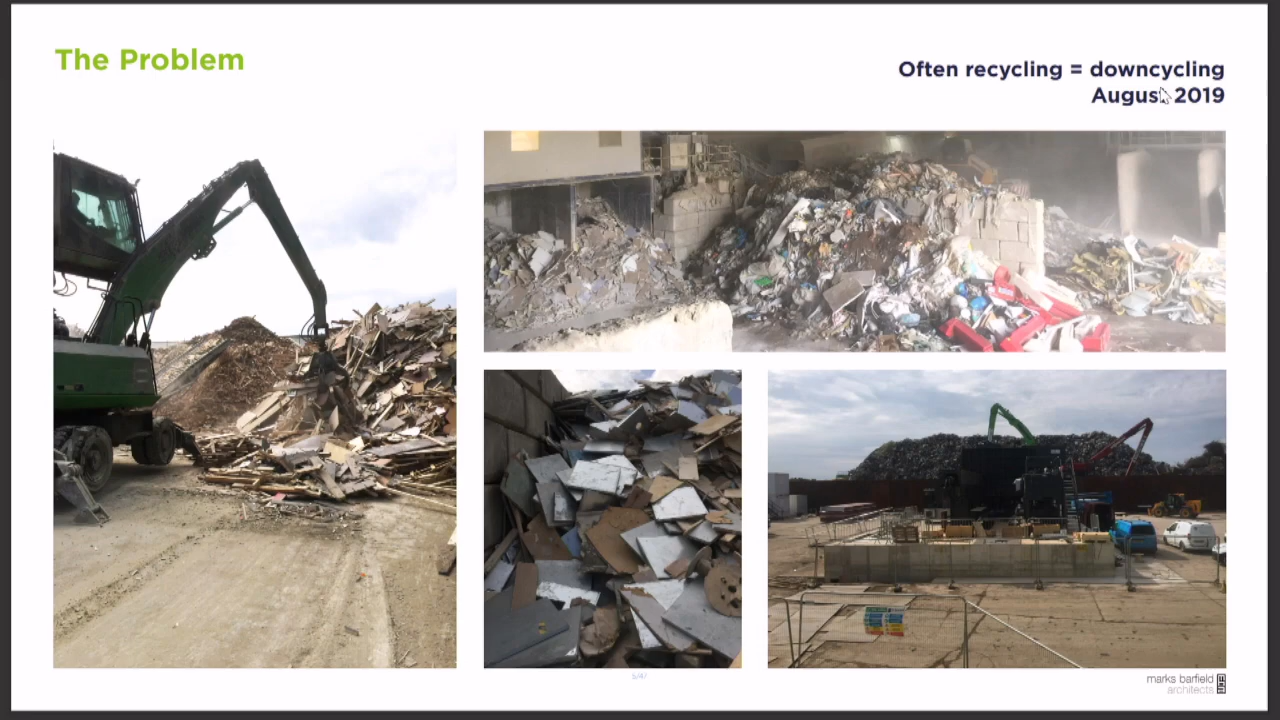 The Problem
Often recycling = downcycling
August 2019
marks barfield
architects